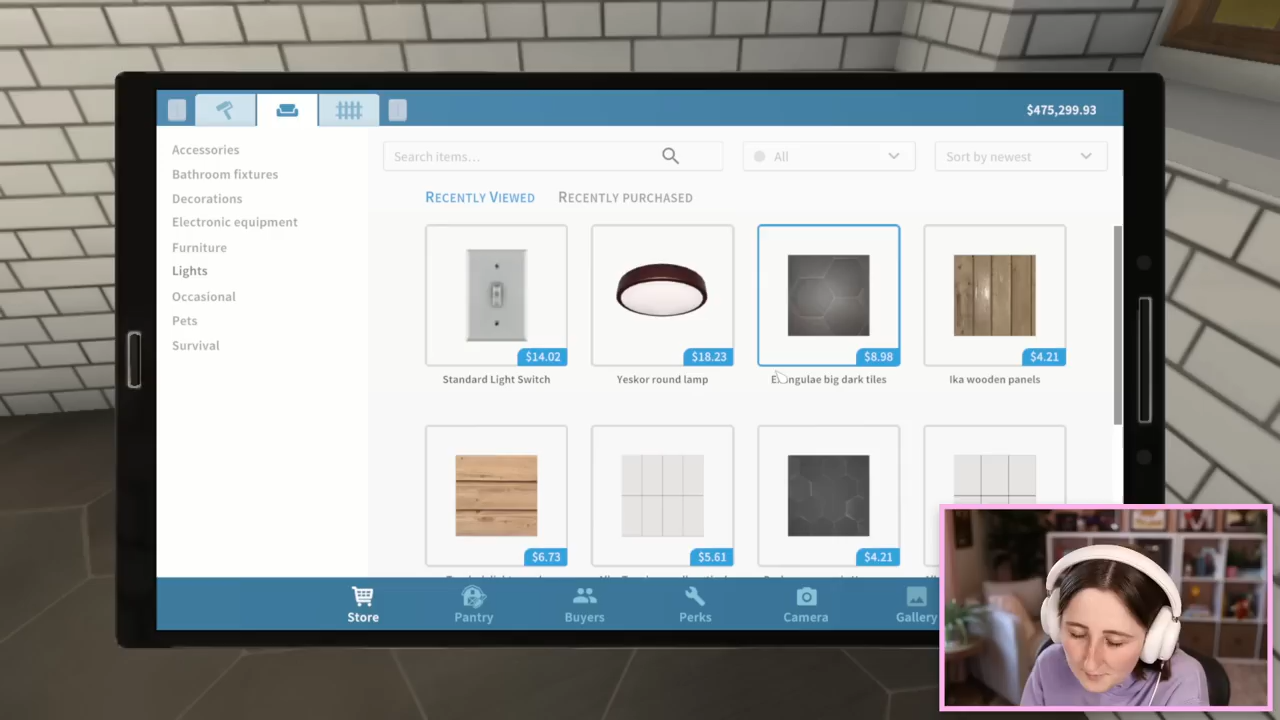 $475,299.93
Accessories
Bathroom fixtures
Decorations
Electronic equipment
Furniture
Lights
Occasional
Pets
Survival
Search items...
All
Sort by newest
RECENTLY VIEWED
RECENTLY PURCHASED
$14.02
$18.23
$8.98
$4.21
Standard Light Switch
Yeskor round lamp
big dark tiles
Ika wooden panels
$6.73
$5.61
$4.21
Store
Pantry
Buyers
Perks
Camera
Gallery